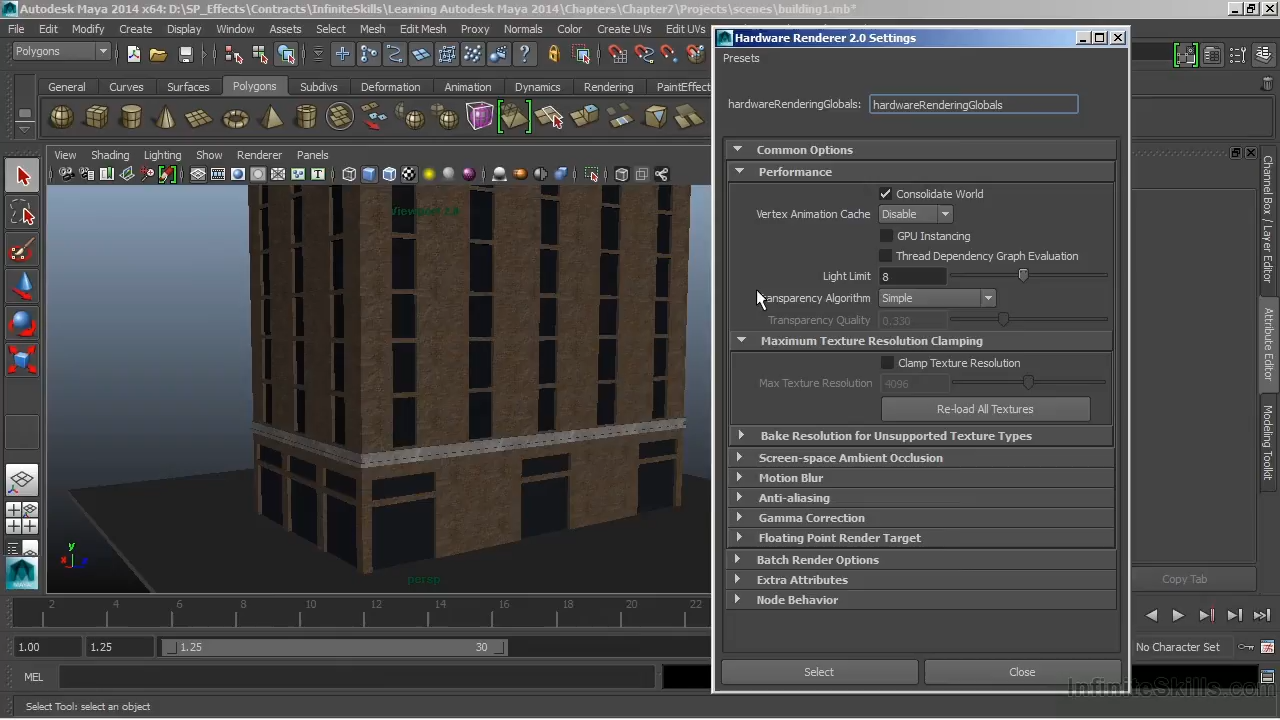 Autodesk Maya 2014 x64: D:\SP_Effects\Contracts\InfiniteSkills\Learning Autodesk Maya 2014\Chapters\Chapter7\Projects\scenes\building1.mb*
File Edit Modify Create Display Window Assets Select Mesh Edit Mesh Proxy Normals Color Create UVs Edit UVs
Polygons
General Curves Surfaces Polygons Subdivs Deformation Animation Dynamics Rendering PaintEffect
View Shading Lighting Show Renderer Panels
Viewport 2.0
persp
y
x
Hardware Renderer 2.0 Settings
Presets
hardwareRenderingGlobals: hardwareRenderingGlobals
Common Options
Performance
Consolidate World
Vertex Animation Cache Disable
GPU Instancing
Thread Dependency Graph Evaluation
Light Limit 8
ansparency Algorithm Simple
Transparency Quality 0.330
Maximum Texture Resolution Clamping
Clamp Texture Resolution
Max Texture Resolution 4096
Re-load All Textures
Bake Resolution for Unsupported Texture Types
Screen-space Ambient Occlusion
Motion Blur
Anti-aliasing
Gamma Correction
Floating Point Render Target
Batch Render Options
Extra Attributes
Node Behavior
Select Close
Channel Box / Layer Editor
Attribute Editor
Modeling Toolkit
Copy Tab
2 4 6 8 10 12 14 16 18 20 22
1.00 1.25 1.25 30 No Character Set
MEL
InfiniteSkills.com
Select Tool: select an object